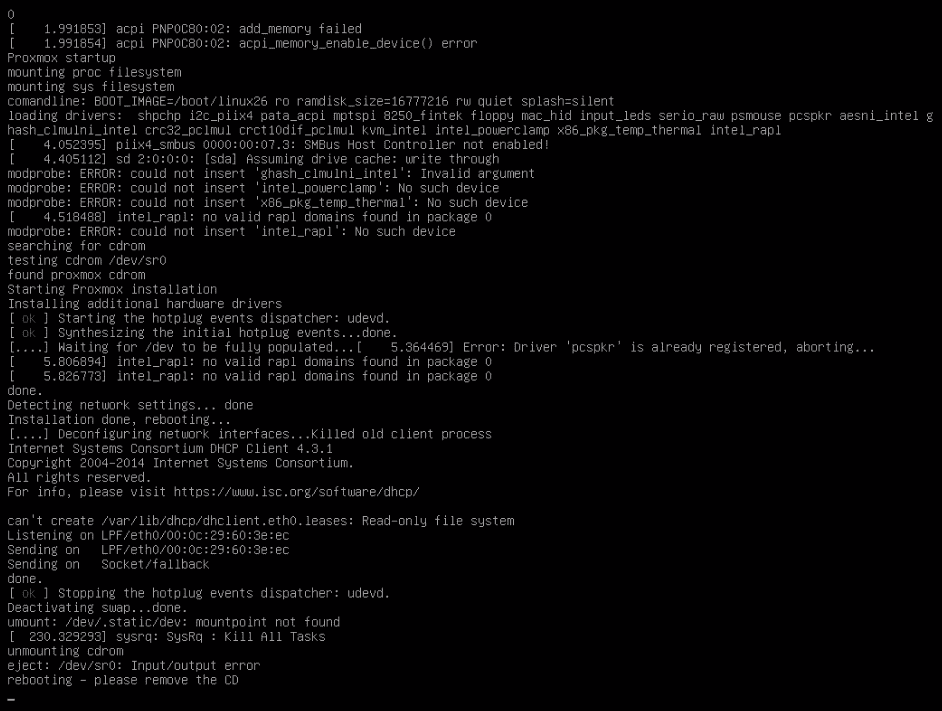 0
[    1.991853] acpi PNP0C80:02: add_memory failed
[    1.991854] acpi PNP0C80:02: acpi_memory_enable_device() error
Proxmox startup
mounting proc filesystem
mounting sys filesystem
comandline: BOOT_IMAGE=/boot/linux26 ro ramdisk_size=16777216 rw quiet splash=silent
loading drivers:  shpchp i2c_piix4 pata_acpi mptspi 8250_fintek floppy mac_hid input_leds serio_raw psmouse pcspkr aesni_intel g
hash_clmulni_intel crc32_pclmul crct10dif_pclmul kvm_intel intel_powerclamp x86_pkg_temp_thermal intel_rapl
[    4.052395] piix4_smbus 0000:00:07.3: SMBus Host Controller not enabled!
[    4.405112] sd 2:0:0:0: [sda] Assuming drive cache: write through
modprobe: ERROR: could not insert 'ghash_clmulni_intel': Invalid argument
modprobe: ERROR: could not insert 'intel_powerclamp': No such device
modprobe: ERROR: could not insert 'x86_pkg_temp_thermal': No such device
[    4.518488] intel_rapl: no valid rapl domains found in package 0
modprobe: ERROR: could not insert 'intel_rapl': No such device
searching for cdrom
testing cdrom /dev/sr0
found proxmox cdrom
Starting Proxmox installation
Installing additional hardware drivers
[ ok ] Starting the hotplug events dispatcher: udevd.
[ ok ] Synthesizing the initial hotplug events...done.
[....] Waiting for /dev to be fully populated...[    5.364469] Error: Driver 'pcspkr' is already registered, aborting...
[    5.806894] intel_rapl: no valid rapl domains found in package 0
[    5.826773] intel_rapl: no valid rapl domains found in package 0
done.
Detecting network settings... done
Installation done, rebooting...
[....] Deconfiguring network interfaces...Killed old client process
Internet Systems Consortium DHCP Client 4.3.1
Copyright 2004-2014 Internet Systems Consortium.
All rights reserved.
For info, please visit https://www.isc.org/software/dhcp/
can't create /var/lib/dhcp/dhclient.eth0.leases: Read-only file system
Listening on LPF/eth0/00:0c:29:60:3e:ec
Sending on   LPF/eth0/00:0c:29:60:3e:ec
Sending on   Socket/fallback
done.
[ ok ] Stopping the hotplug events dispatcher: udevd.
Deactivating swap...done.
umount: /dev/.static/dev: mountpoint not found
[  230.329293] sysrq: SysRq : Kill All Tasks
unmounting cdrom
eject: /dev/sr0: Input/output error
rebooting - please remove the CD
_